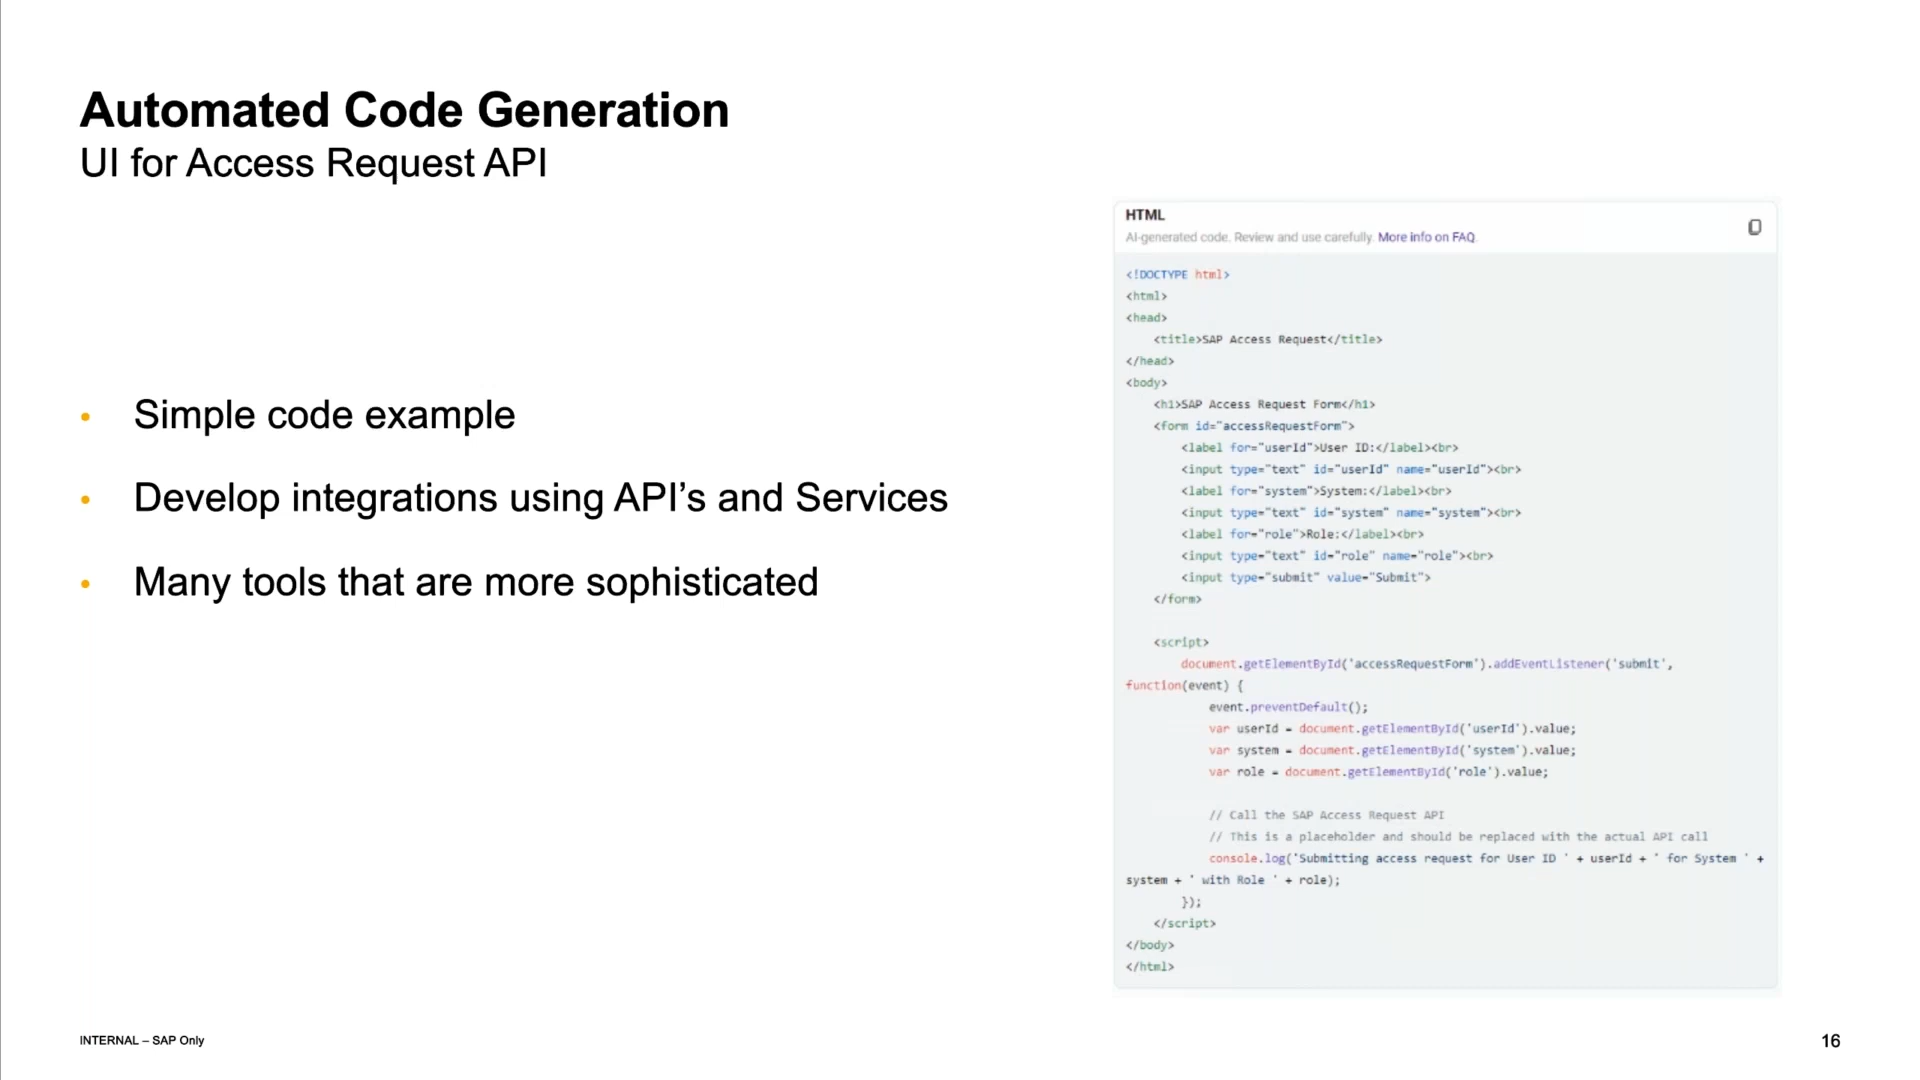 Automated Code Generation
UI for Access Request API
• Simple code example
• Develop integrations using API’s and Services
• Many tools that are more sophisticated
HTML
AI-generated code. Review and use carefully. More info on FAQ.
<!DOCTYPE html>
<html>
<head>
    <title>SAP Access Request</title>
</head>
<body>
    <h1>SAP Access Request Form</h1>
    <form id="accessRequestForm">
        <label for="userId">User ID:</label><br>
        <input type="text" id="userId" name="userId"><br>
        <label for="system">System:</label><br>
        <input type="text" id="system" name="system"><br>
        <label for="role">Role:</label><br>
        <input type="text" id="role" name="role"><br>
        <input type="submit" value="Submit">
    </form>
    <script>
        document.getElementById('accessRequestForm').addEventListener('submit',
function(event) {
            event.preventDefault();
            var userId = document.getElementById('userId').value;
            var system = document.getElementById('system').value;
            var role = document.getElementById('role').value;
            // Call the SAP Access Request API
            // This is a placeholder and should be replaced with the actual API call
            console.log('Submitting access request for User ID ' + userId + ' for System ' +
system + ' with Role ' + role);
        });
    </script>
</body>
</html>
INTERNAL – SAP Only
16